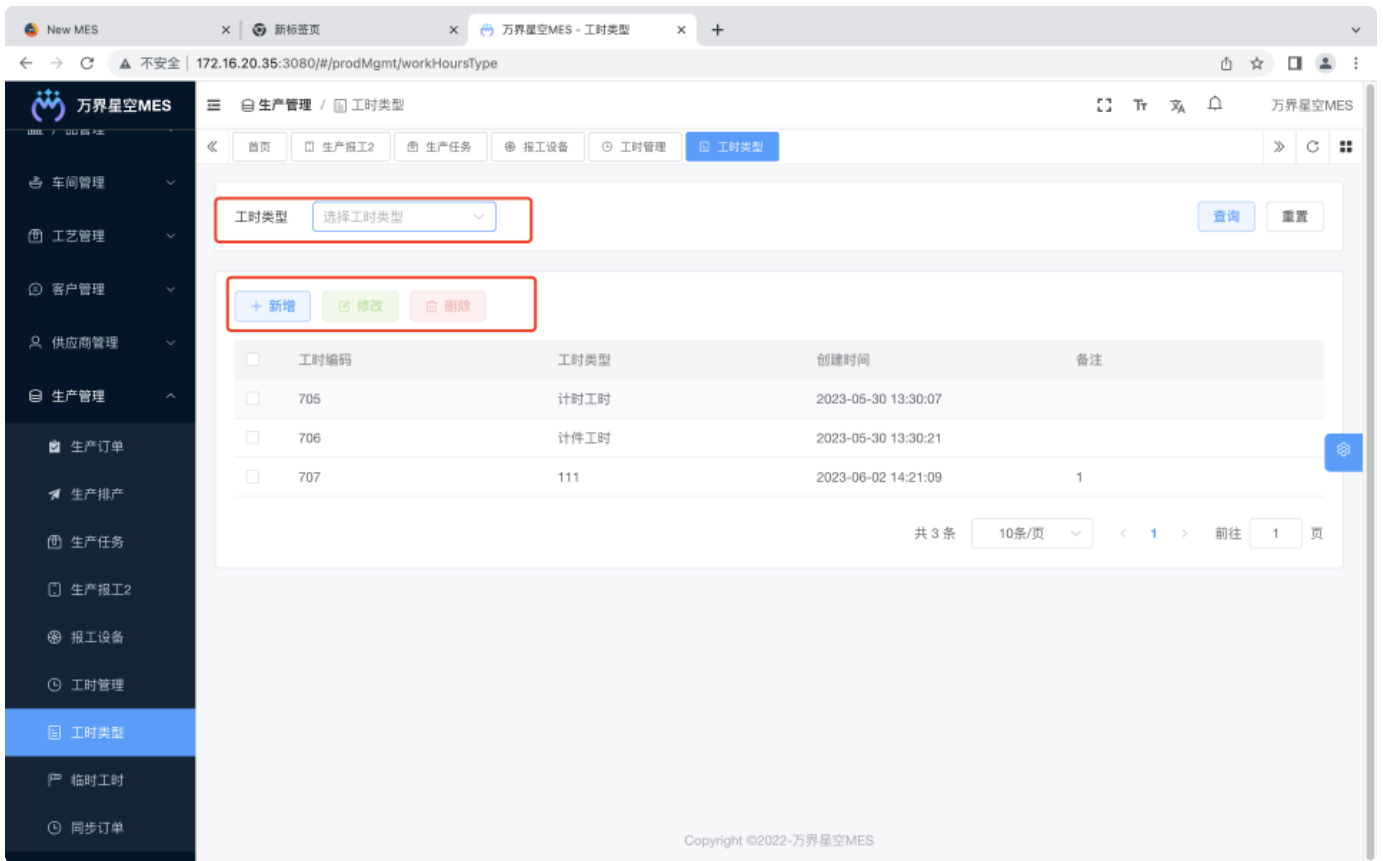 New MES
新标签页
万界星空MES - 工时类型
不安全 172.16.20.35:3080/#/prodMgmt/workHoursType
万界星空MES
生产管理 / 工时类型
万界星空MES
首页 生产报工2 生产任务 报工设备 工时管理 工时类型
车间管理
工艺管理
客户管理
供应商管理
生产管理
生产订单
生产排产
生产任务
生产报工2
报工设备
工时管理
工时类型
临时工时
同步订单
工时类型 选择工时类型 查询 重置
新增 修改 删除
工时编码 工时类型 创建时间 备注
705 计时工时 2023-05-30 13:30:07
706 计件工时 2023-05-30 13:30:21
707 111 2023-06-02 14:21:09 1
共 3 条 10条/页 1 前往 1 页
Copyright ©2022-万界星空MES